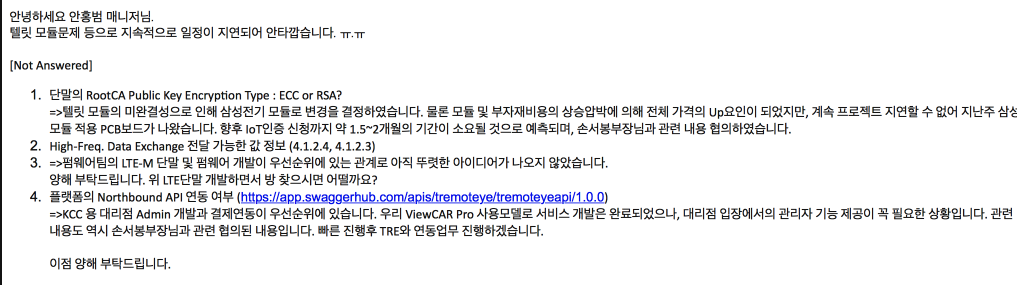 안녕하세요 안홍범 매니저님.
텔릿 모듈문제 등으로 지속적으로 일정이 지연되어 안타깝습니다. ㅠ.ㅠ
[Not Answered]
1. 단말의 RootCA Public Key Encryption Type : ECC or RSA?
=>텔릿 모듈의 미완결성으로 인해 삼성전기 모듈로 변경을 결정하였습니다. 물론 모듈 및 부자재비용의 상승압박에 의해 전체 가격의 Up요인이 되었지만, 계속 프로젝트 지연할 수 없어 지난주 삼성
모듈 적용 PCB보드가 나왔습니다. 향후 IoT인증 신청까지 약 1.5~2개월의 기간이 소요될 것으로 예측되며, 손서봉부장님과 관련 내용 협의하였습니다.
2. High-Freq. Data Exchange 전달 가능한 값 정보 (4.1.2.4, 4.1.2.3)
3. =>펌웨어팀의 LTE-M 단말 및 펌웨어 개발이 우선순위에 있는 관계로 아직 뚜렷한 아이디어가 나오지 않았습니다.
양해 부탁드립니다. 위 LTE단말 개발하면서 방 찾으시면 어떨까요?
4. 플랫폼의 Northbound API 연동 여부 (https://app.swaggerhub.com/apis/tremoteye/tremoteyeapi/1.0.0)
=>KCC 용 대리점 Admin 개발과 결제연동이 우선순위에 있습니다. 우리 ViewCAR Pro 사용모델로 서비스 개발은 완료되었으나, 대리점 입장에서의 관리자 기능 제공이 꼭 필요한 상황입니다. 관련
내용도 역시 손서봉부장님과 관련 협의된 내용입니다. 빠른 진행후 TRE와 연동업무 진행하겠습니다.
이점 양해 부탁드립니다.